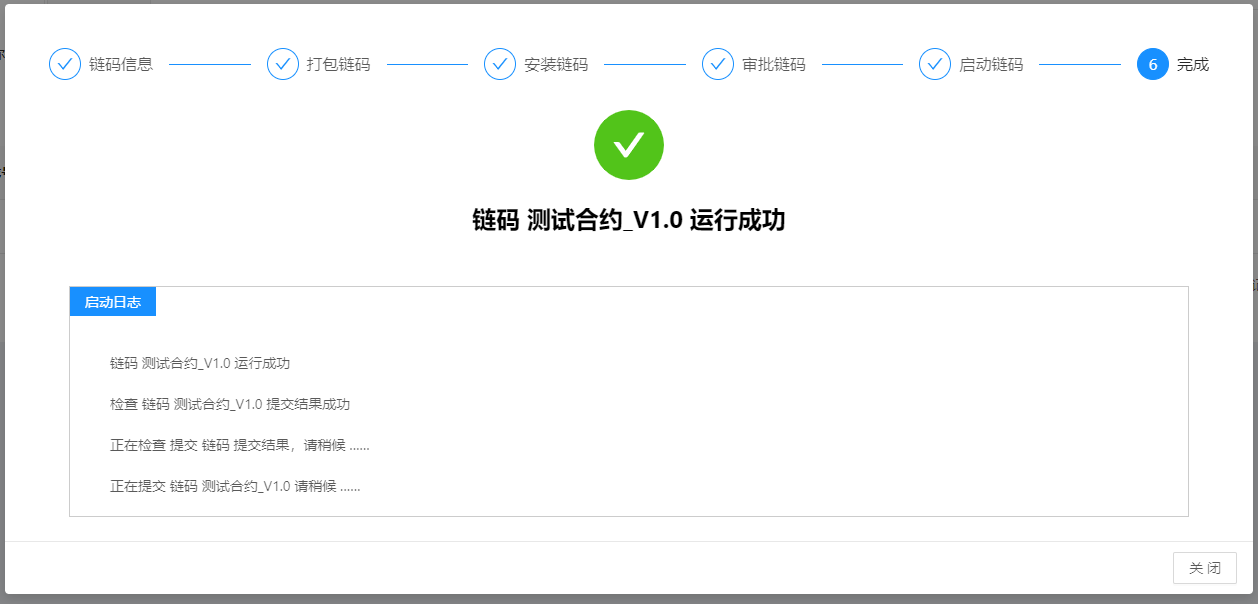 链码信息
打包链码
安装链码
审批链码
启动链码
6 完成
链码 测试合约_V1.0 运行成功
启动日志
链码 测试合约_V1.0 运行成功
检查 链码 测试合约_V1.0 提交结果成功
正在检查 提交 链码 提交结果，请稍候 ......
正在提交 链码 测试合约_V1.0 请稍候 ......
关 闭